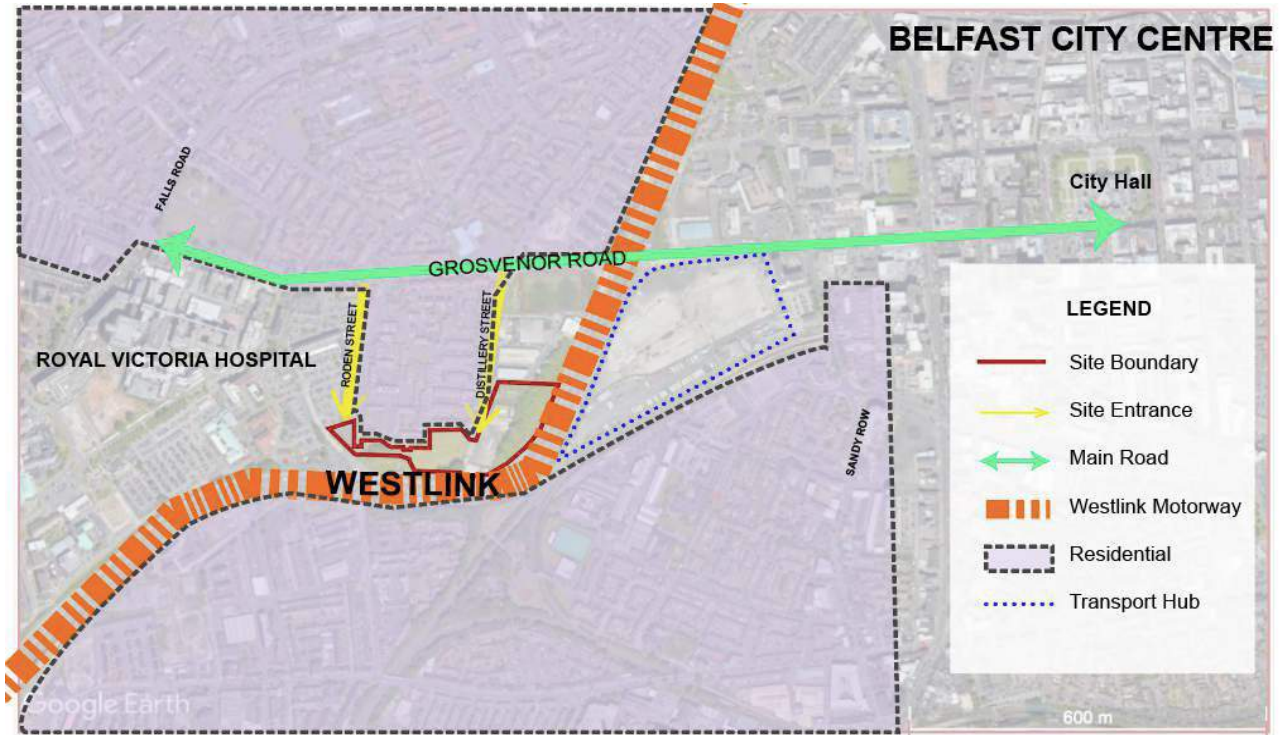 BELFAST CITY CENTRE
FALLS ROAD
City Hall
GROSVENOR ROAD
RODEN STREET
DISTILLERY STREET
ROYAL VICTORIA HOSPITAL
WESTLINK
SANDY ROW
LEGEND
Site Boundary
Site Entrance
Main Road
Westlink Motorway
Residential
Transport Hub
Google Earth
600 m